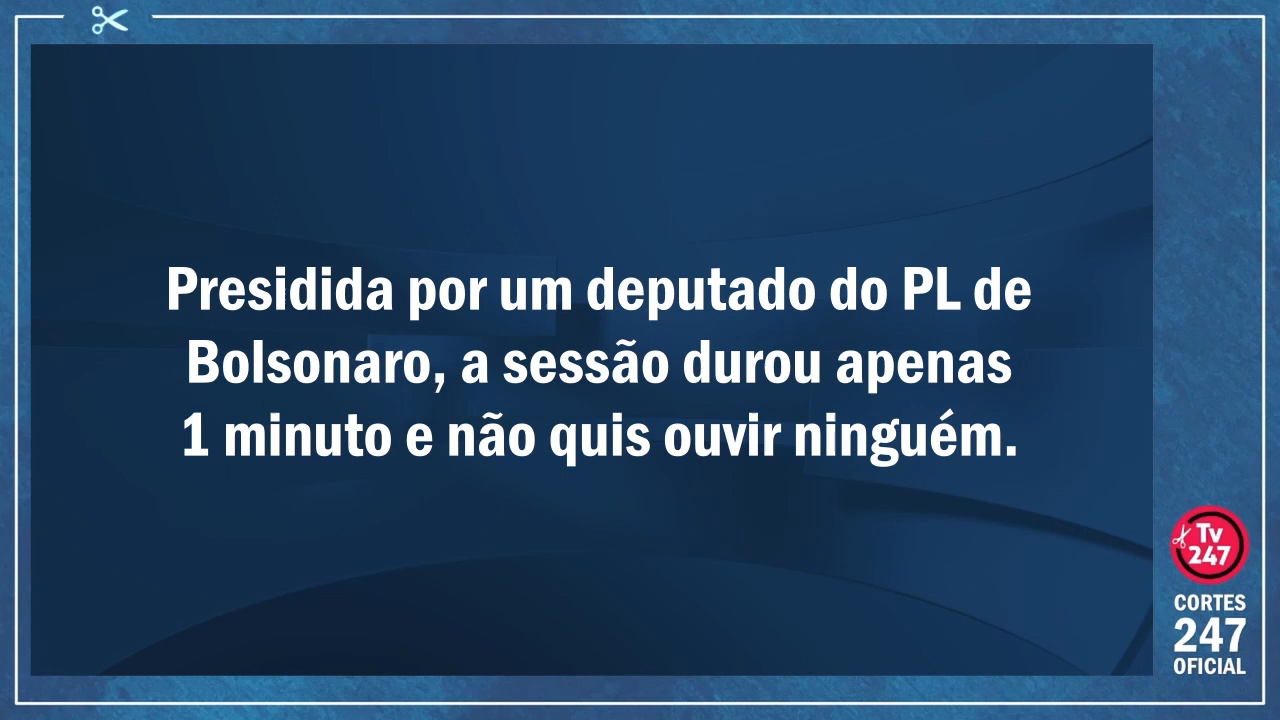 Presidida por um deputado do PL de
Bolsonaro, a sessão durou apenas
1 minuto e não quis ouvir ninguém.
Tv
247
CORTES
247
OFICIAL